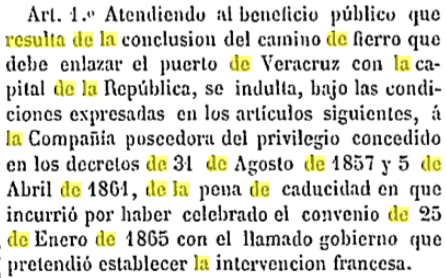 Art. 1.º Atendiendo al beneficio público que
resulta de la conclusion del camino de fierro que
debe enlazar el puerto de Veracruz con la ca-
pital de la República, se indulta, bajo las condi-
ciones expresadas en los artículos siguientes, á
la Compañía poseedora del privilegio concedido
en los decretos de 31 de Agosto de 1857 y 5 de
Abril de 1861, de la pena de caducidad en que
incurrió por haber celebrado el convenio de 25
de Enero de 1865 con el llamado gobierno que
pretendió establecer la intervencion francesa.